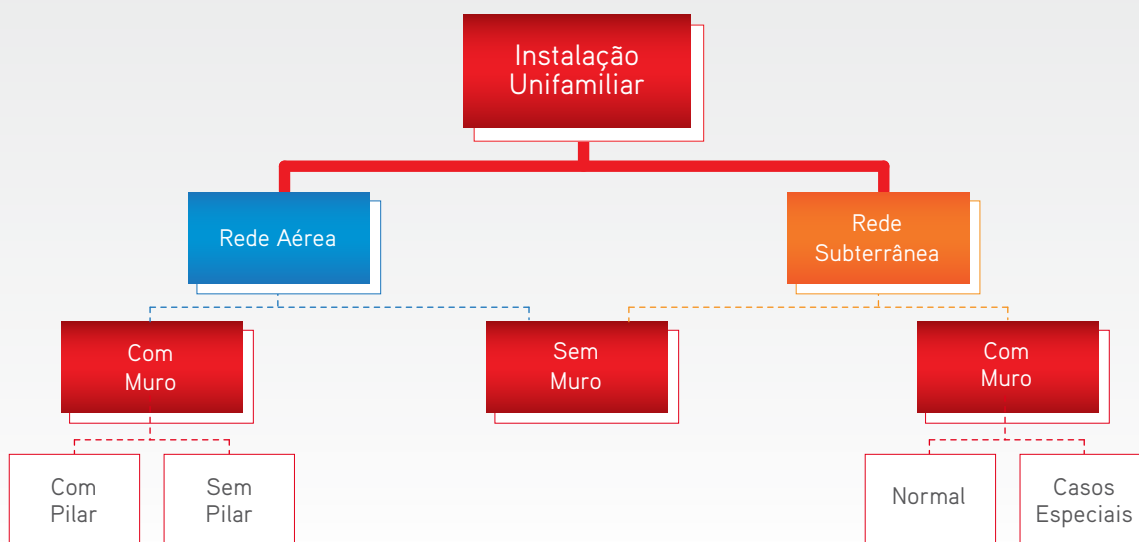 Instalação
Unifamiliar
Rede Aérea
Rede
Subterrânea
Com
Muro
Sem
Muro
Com
Muro
Com
Pilar
Sem
Pilar
Normal
Casos
Especiais